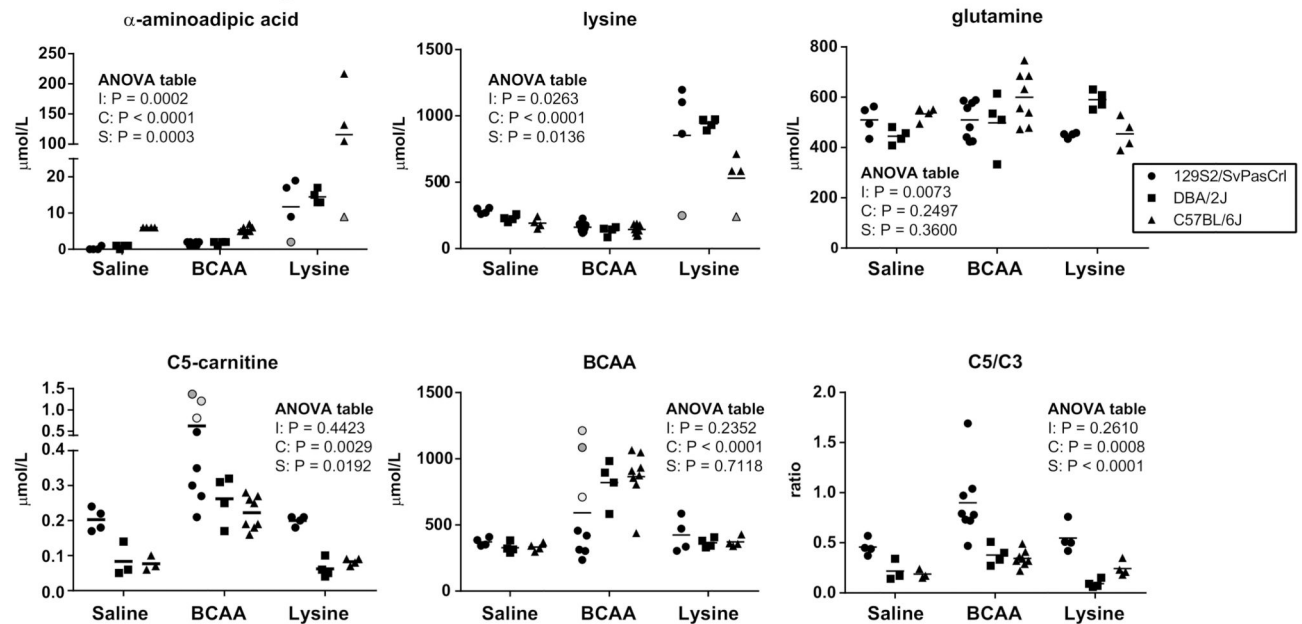 α-aminoadipic acid
250
200
150
100
20
10
0
μmol/L
ANOVA table
I: P = 0.0002
C: P < 0.0001
S: P = 0.0003
Saline BCAA Lysine
lysine
1500
1000
500
0
μmol/L
ANOVA table
I: P = 0.0263
C: P < 0.0001
S: P = 0.0136
Saline BCAA Lysine
glutamine
800
600
400
200
0
μmol/L
ANOVA table
I: P = 0.0073
C: P = 0.2497
S: P = 0.3600
Saline BCAA Lysine
129S2/SvPasCrl
DBA/2J
C57BL/6J
C5-carnitine
1.5
1.0
0.5
0.4
0.3
0.2
0.1
0.0
μmol/L
ANOVA table
I: P = 0.4423
C: P = 0.0029
S: P = 0.0192
Saline BCAA Lysine
BCAA
1500
1000
500
0
μmol/L
ANOVA table
I: P = 0.2352
C: P < 0.0001
S: P = 0.7118
Saline BCAA Lysine
C5/C3
2.0
1.5
1.0
0.5
0.0
ratio
ANOVA table
I: P = 0.2610
C: P = 0.0008
S: P < 0.0001
Saline BCAA Lysine